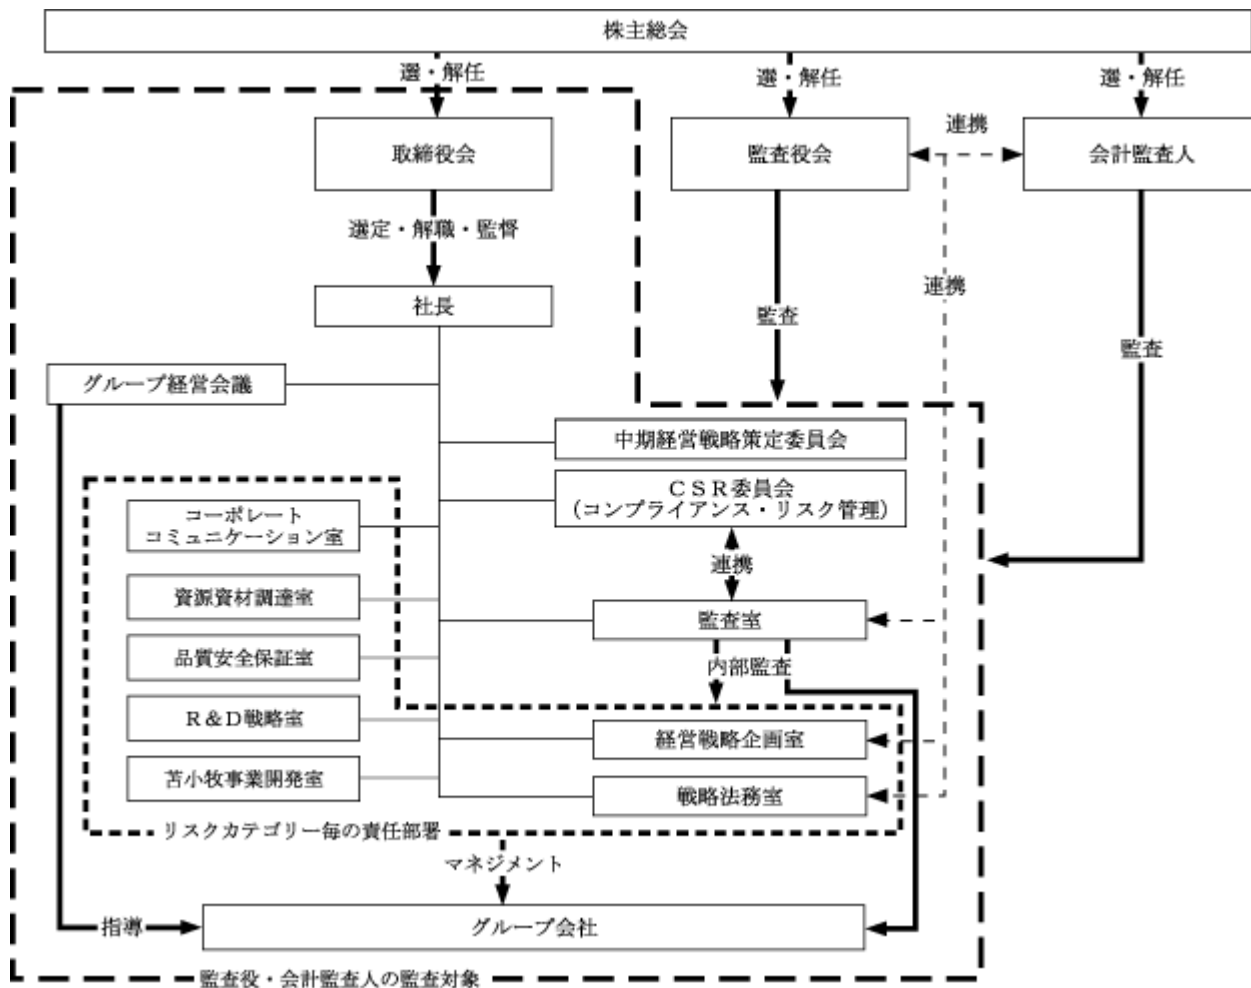 株主総会
選・解任
選・解任
選・解任
取締役会
監査役会
連携
会計監査人
選定・解職・監督
連携
社長
監査
監査
グループ経営会議
中期経営戦略策定委員会
ＣＳＲ委員会
（コンプライアンス・リスク管理）
コーポレート
コミュニケーション室
連携
資源資材調達室
監査室
品質安全保証室
内部監査
Ｒ＆Ｄ戦略室
経営戦略企画室
苫小牧事業開発室
戦略法務室
リスクカテゴリー毎の責任部署
マネジメント
指導
グループ会社
監査役・会計監査人の監査対象